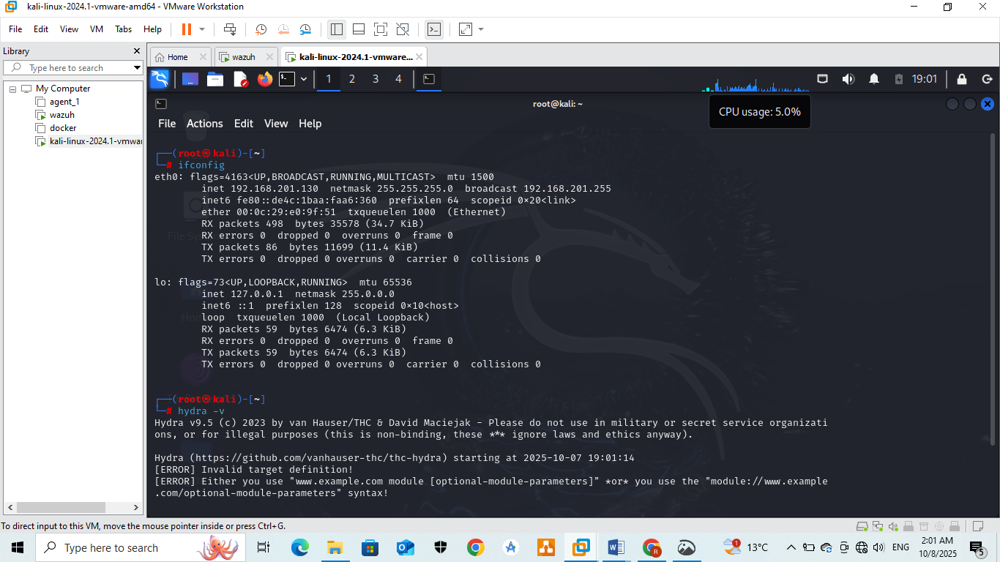 kali-linux-2024.1-vmware-amd64 - VMware Workstation
File Edit View VM Tabs Help
Library
Type here to search
My Computer
agent_1
wazuh
docker
kali-linux-2024.1-vmwar
Home wazuh kali-linux-2024.1-vmware...
1 2 3 4 19:01
root@kali: ~
CPU usage: 5.0%
File Actions Edit View Help
┌──(root㉿kali)-[~]
└─# ifconfig
eth0: flags=4163<UP,BROADCAST,RUNNING,MULTICAST>  mtu 1500
inet 192.168.201.130  netmask 255.255.255.0  broadcast 192.168.201.255
inet6 fe80::de4c:1baa:faa6:360  prefixlen 64  scopeid 0×20<link>
ether 00:0c:29:e0:9f:51  txqueuelen 1000  (Ethernet)
RX packets 498  bytes 35578 (34.7 KiB)
RX errors 0  dropped 0  overruns 0  frame 0
TX packets 86  bytes 11699 (11.4 KiB)
TX errors 0  dropped 0 overruns 0  carrier 0  collisions 0
lo: flags=73<UP,LOOPBACK,RUNNING>  mtu 65536
inet 127.0.0.1  netmask 255.0.0.0
inet6 ::1  prefixlen 128  scopeid 0×10<host>
loop  txqueuelen 1000  (Local Loopback)
RX packets 59  bytes 6474 (6.3 KiB)
RX errors 0  dropped 0  overruns 0  frame 0
TX packets 59  bytes 6474 (6.3 KiB)
TX errors 0  dropped 0 overruns 0  carrier 0  collisions 0
┌──(root㉿kali)-[~]
└─# hydra -v
Hydra v9.5 (c) 2023 by van Hauser/THC & David Maciejak - Please do not use in military or secret service organizati
ons, or for illegal purposes (this is non-binding, these *** ignore laws and ethics anyway).
Hydra (https://github.com/vanhauser-thc/thc-hydra) starting at 2025-10-07 19:01:14
[ERROR] Invalid target definition!
[ERROR] Either you use "www.example.com module [optional-module-parameters]" *or* you use the "module://www.example
.com/optional-module-parameters" syntax!
To direct input to this VM, move the mouse pointer inside or press Ctrl+G.
Type here to search
1 13°C ENG 2:01 AM
10/8/2025 5